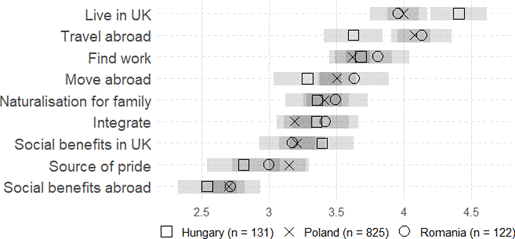 Live in UK
Travel abroad
Find work
Move abroad
Naturalisation for family
Integrate
Social benefits in UK
Source of pride
Social benefits abroad
2.5 3 3.5 4 4.5
Hungary (n = 131) Poland (n = 825) Romania (n = 122)